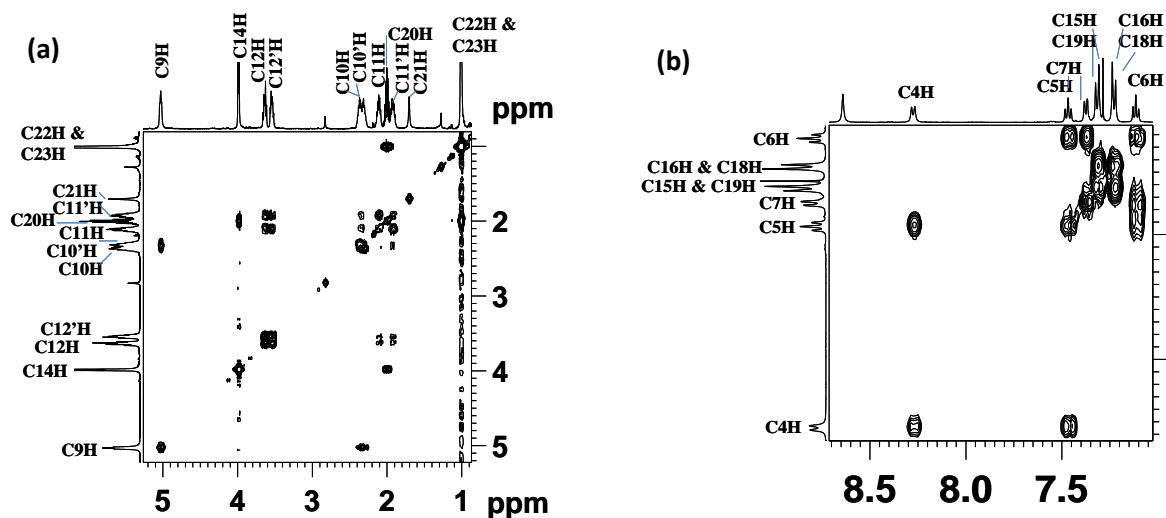 (a)
C9H
C14H
C12H
C12'H
C10H
C10'H
C11H
C20H
C11'H
C21H
C22H &
C23H
ppm
C22H &
C23H
C21H
C11'H
C20H
C11H
C10'H
C10H
C12'H
C12H
C14H
C9H
1
2
3
4
5
5 4 3 2 1 ppm
(b)
C4H
C15H
C19H
C7H
C5H
C16H
C18H
C6H
C6H
C16H & C18H
C15H & C19H
C7H
C5H
C4H
8.5 8.0 7.5